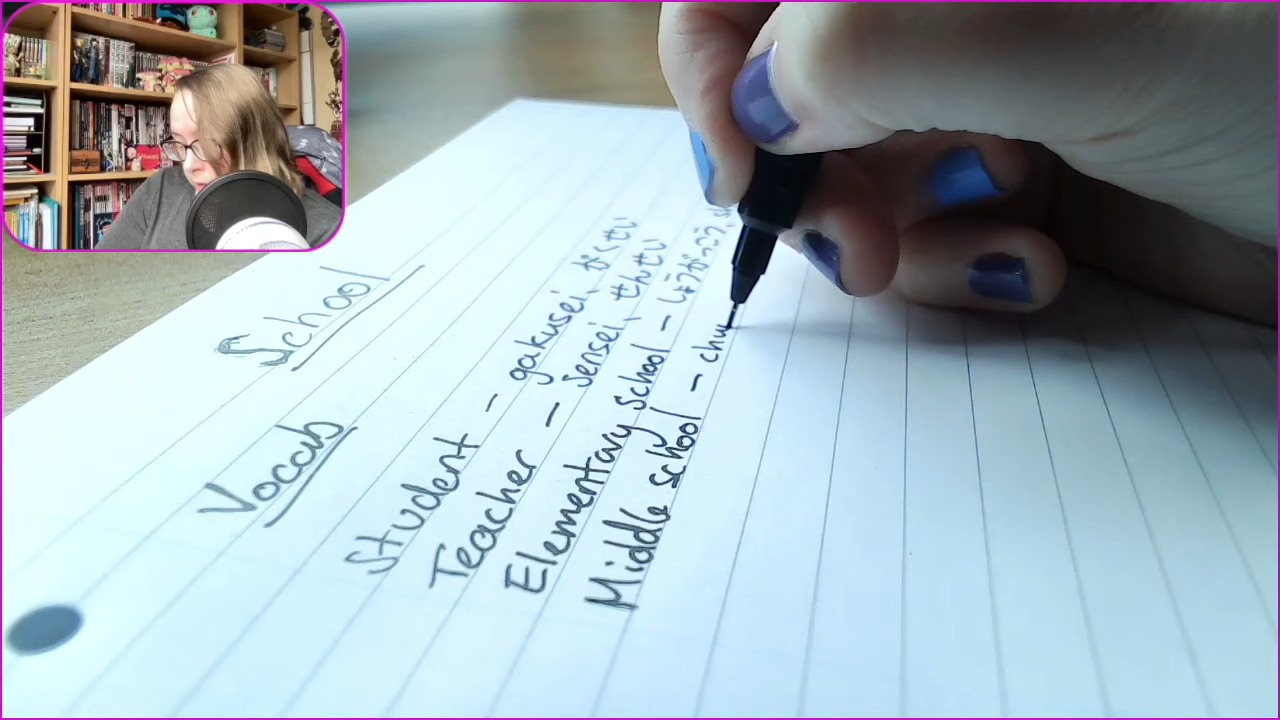 School
Vocab
Student - gakusei, がくせい
Teacher - Sensei, せんせい
Elementary School - しょうがっこう, s
Middle school - chu